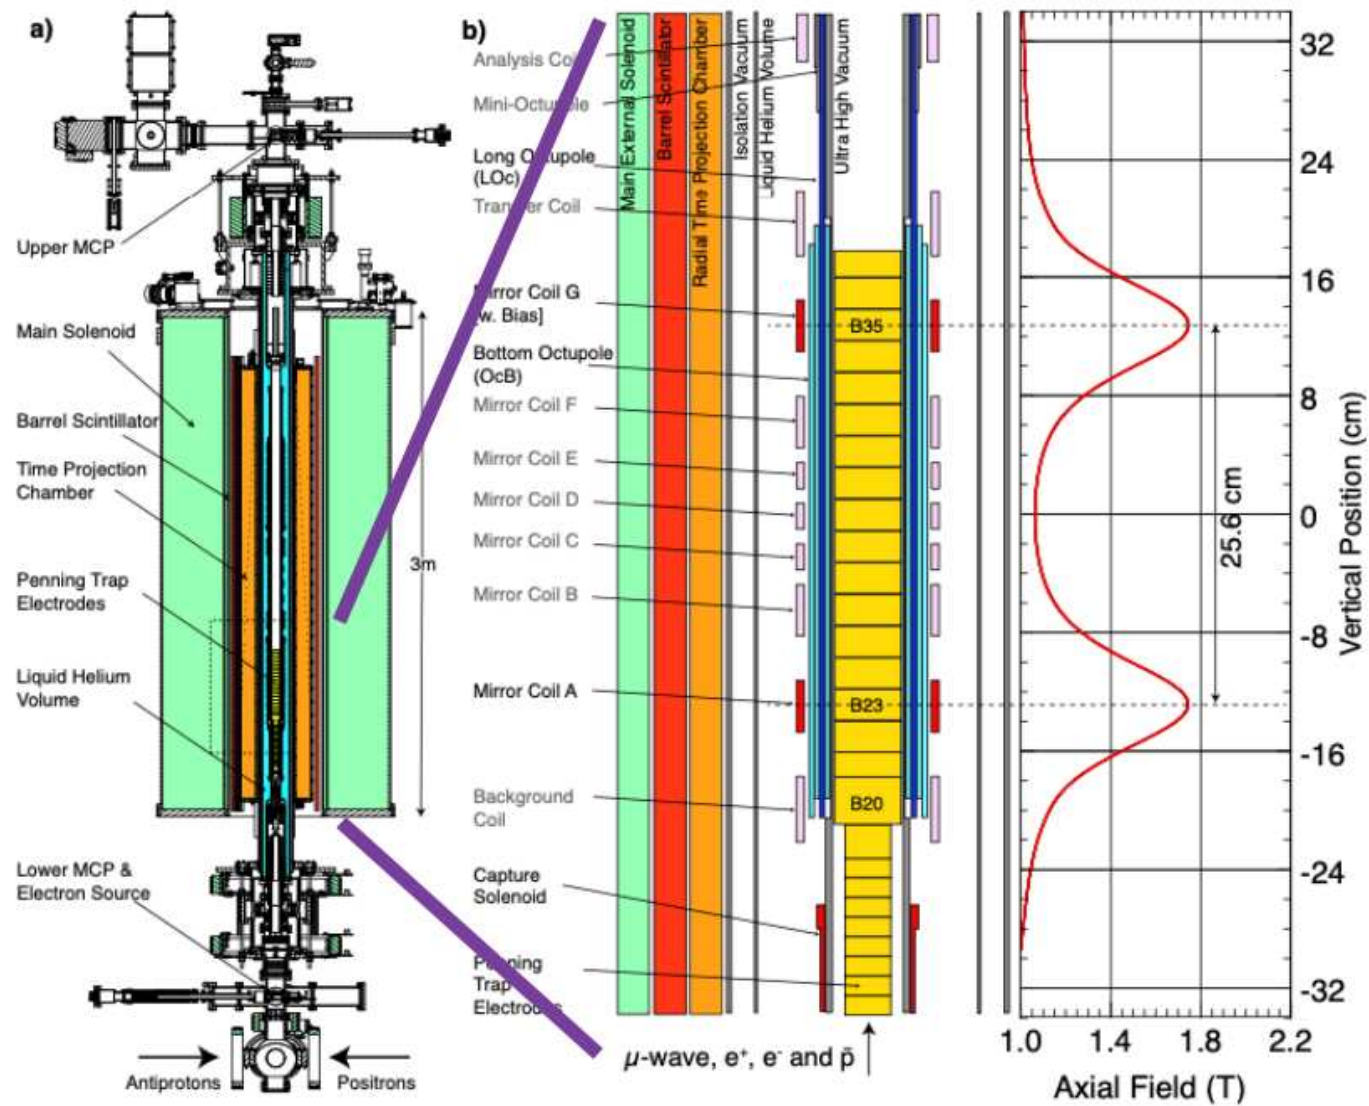 a)
Upper MCP
Main Solenoid
Barrel Scintillator
Time Projection
Chamber
Penning Trap
Electrodes
Liquid Helium
Volume
Lower MCP &
Electron Source
3m
Antiprotons
Positrons
b)
Analysis Coil
Mini-Octupole
Long Octupole
(LOc)
Transfer Coil
Mirror Coil G
[w. Bias]
Bottom Octupole
(OcB)
Mirror Coil F
Mirror Coil E
Mirror Coil D
Mirror Coil C
Mirror Coil B
Mirror Coil A
Background
Coil
Capture
Solenoid
Penning
Trap
Electrodes
Main External Solenoid
Barrel Scintillator
Radial Time Projection Chamber
Isolation Vacuum
Liquid Helium Volume
Ultra High Vacuum
B35
B23
B20
μ-wave, e⁺, e⁻ and p̄
32
24
16
8
0
-8
-16
-24
-32
25.6 cm
Vertical Position (cm)
1.0 1.4 1.8 2.2
Axial Field (T)